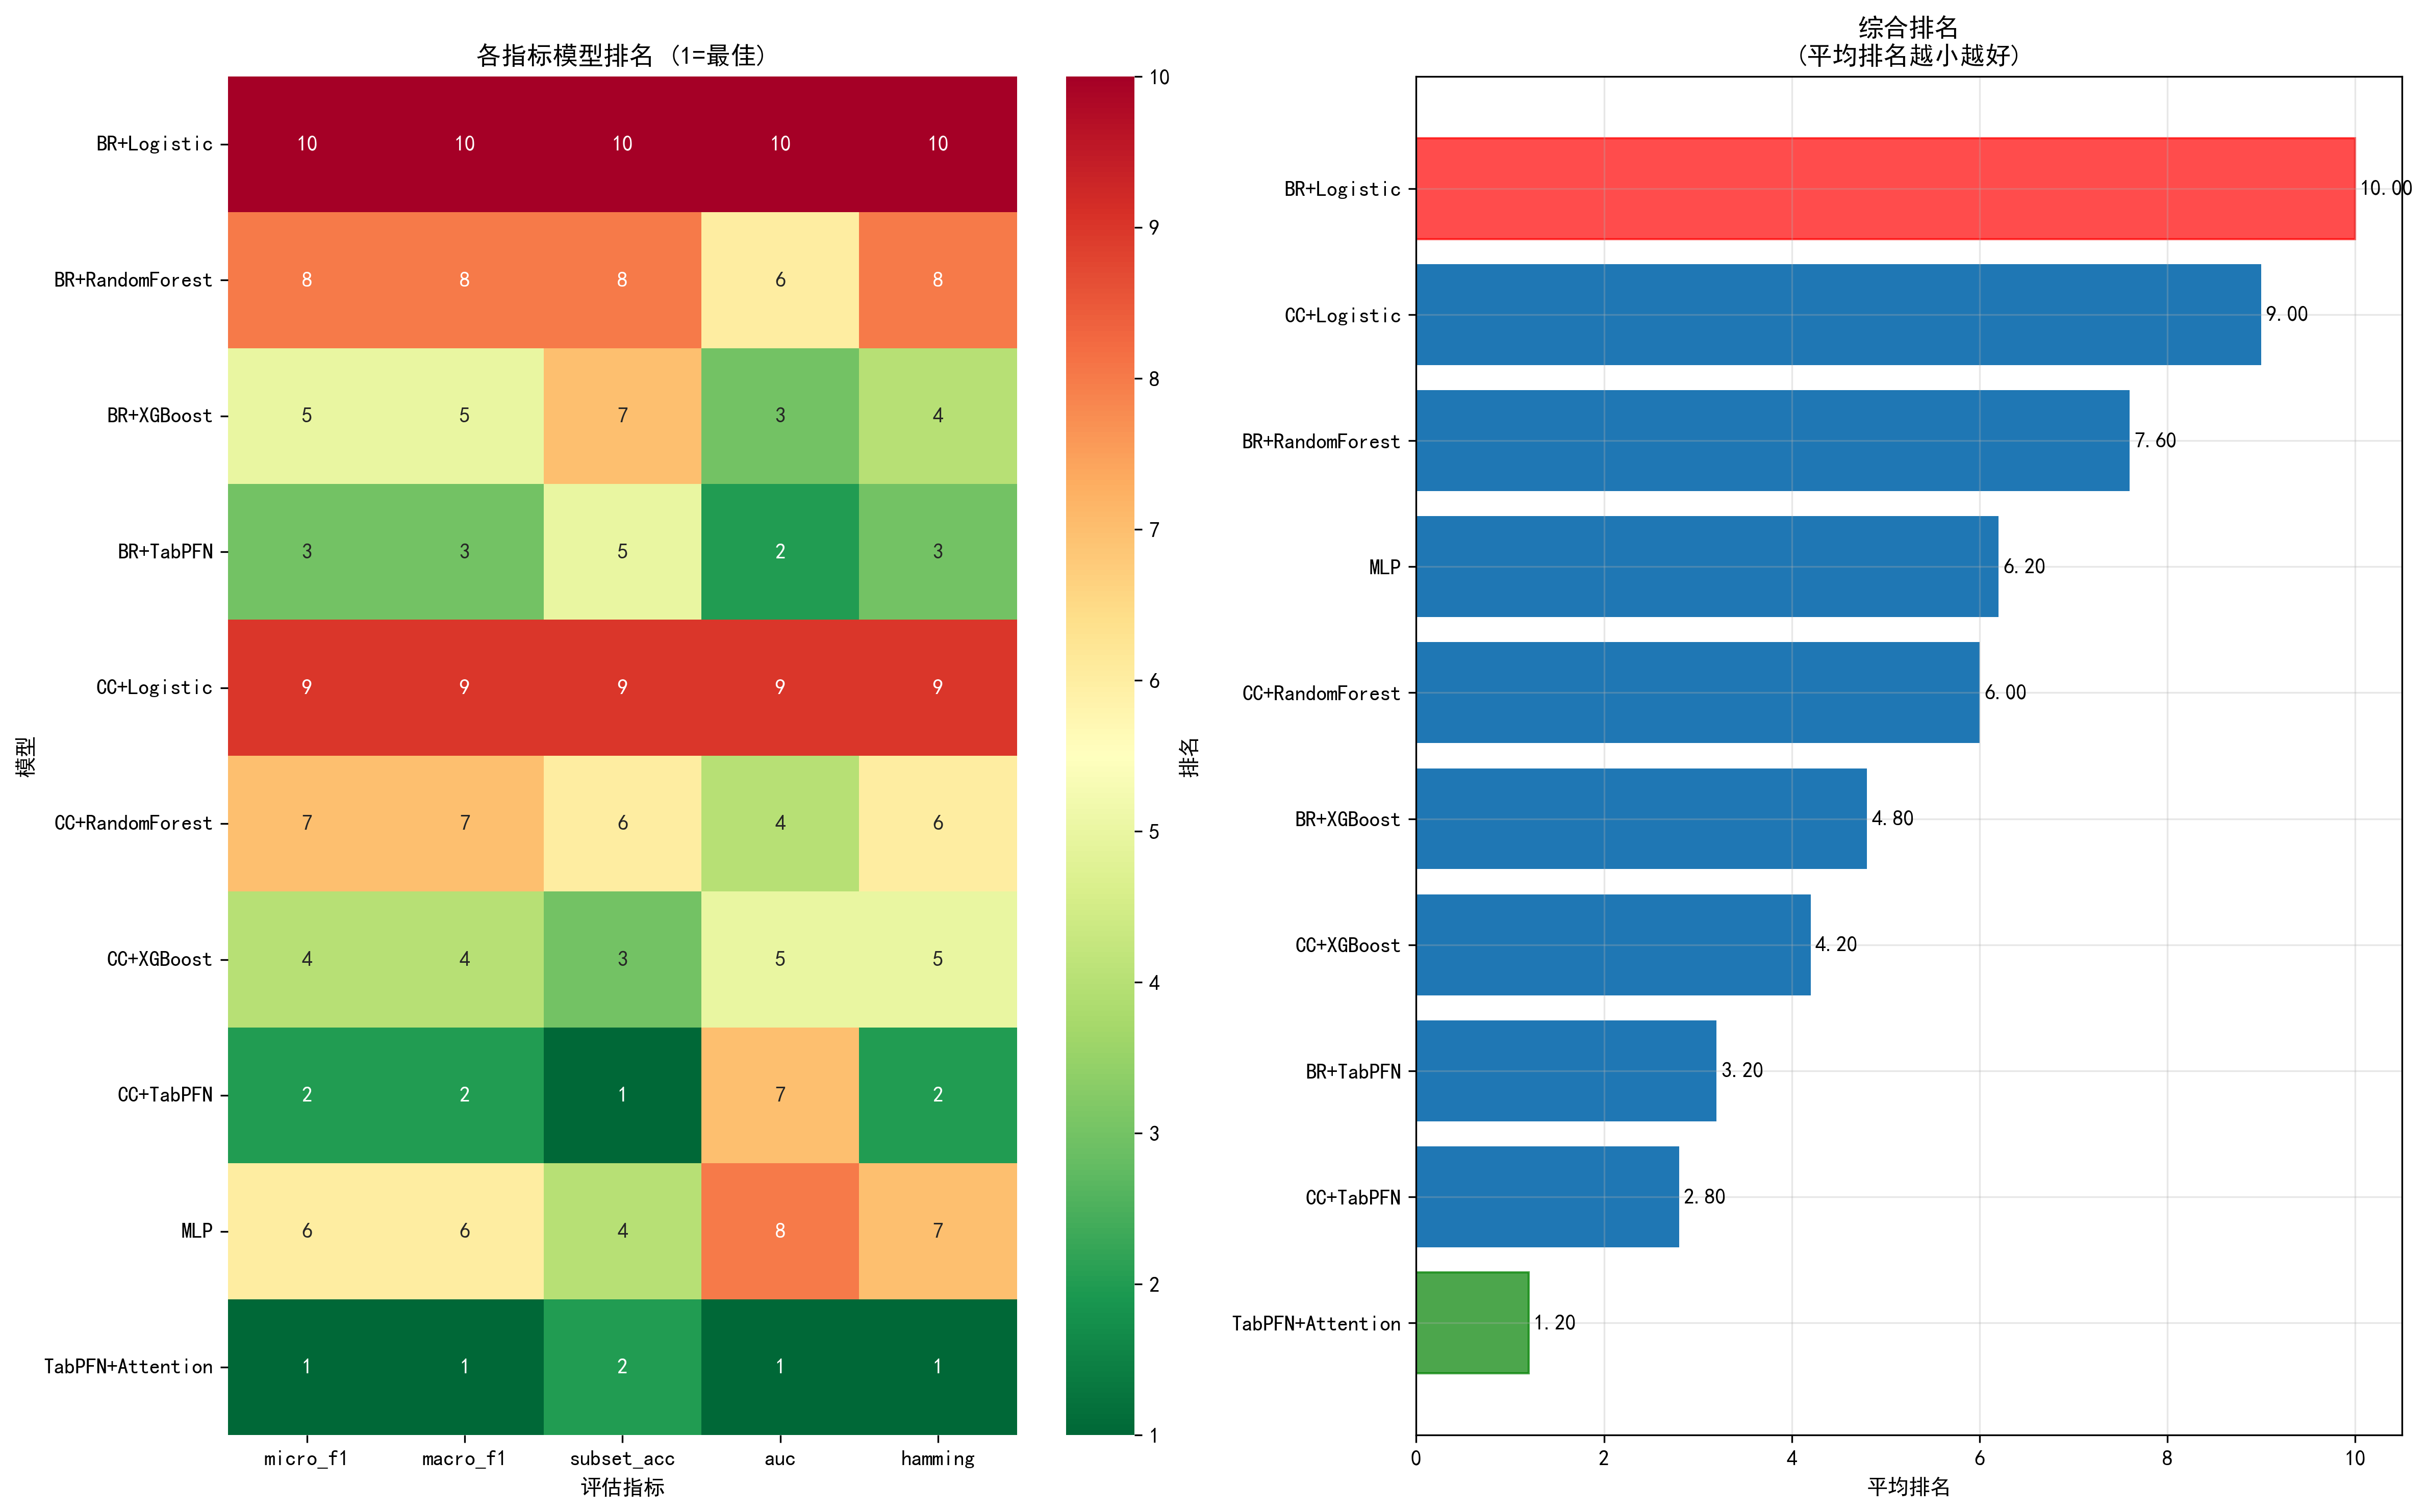 各指标模型排名 (1=最佳)
模型
BR+Logistic 10 10 10 10 10
BR+RandomForest 8 8 8 6 8
BR+XGBoost 5 5 7 3 4
BR+TabPFN 3 3 5 2 3
CC+Logistic 9 9 9 9 9
CC+RandomForest 7 7 6 4 6
CC+XGBoost 4 4 3 5 5
CC+TabPFN 2 2 1 7 2
MLP 6 6 4 8 7
TabPFN+Attention 1 1 2 1 1
micro_f1 macro_f1 subset_acc auc hamming
评估指标
10
9
8
7
6
5
4
3
2
1
排名
综合排名
(平均排名越小越好)
BR+Logistic 10.00
CC+Logistic 9.00
BR+RandomForest 7.60
MLP 6.20
CC+RandomForest 6.00
BR+XGBoost 4.80
CC+XGBoost 4.20
BR+TabPFN 3.20
CC+TabPFN 2.80
TabPFN+Attention 1.20
0 2 4 6 8 10
平均排名